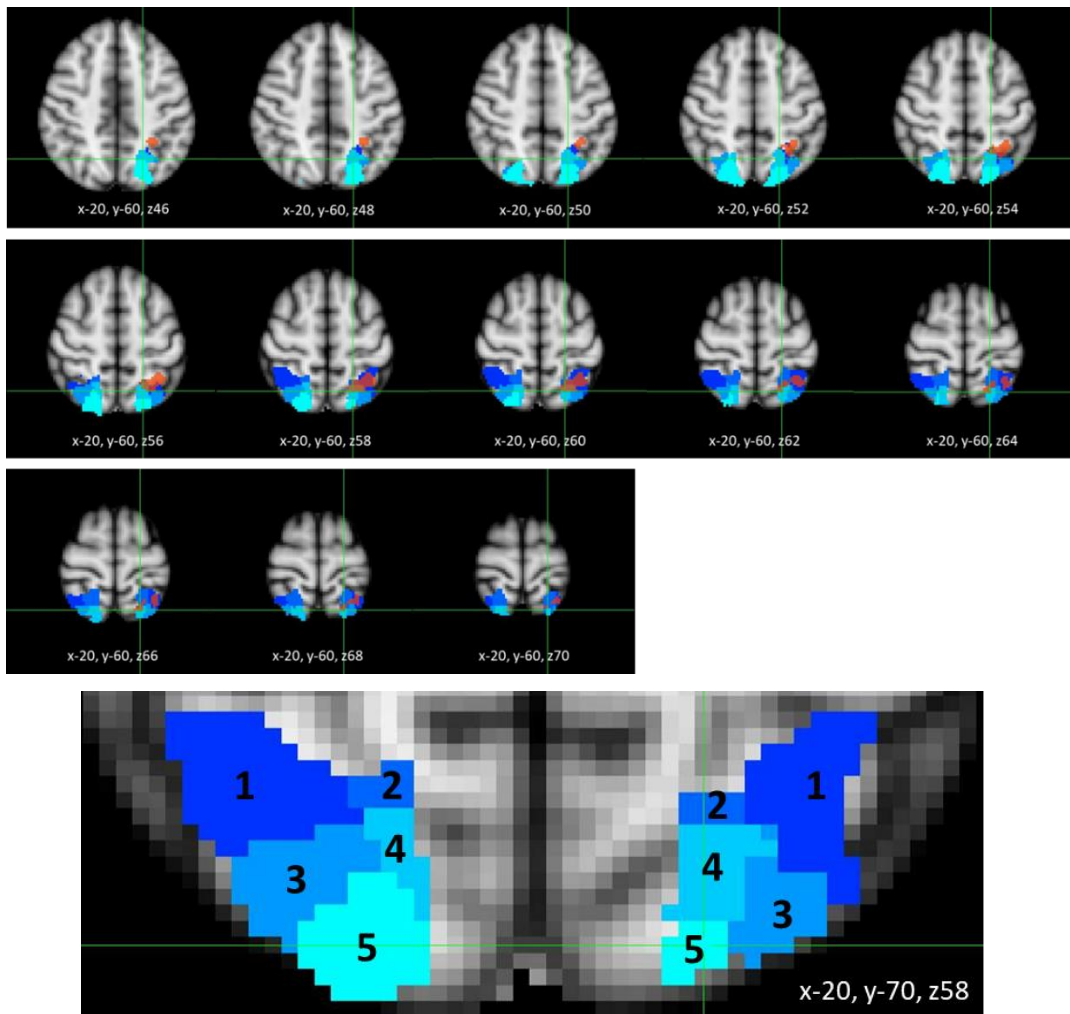 x-20, y-60, z46
x-20, y-60, z48
x-20, y-60, z50
x-20, y-60, z52
x-20, y-60, z54
x-20, y-60, z56
x-20, y-60, z58
x-20, y-60, z60
x-20, y-60, z62
x-20, y-60, z64
x-20, y-60, z66
x-20, y-60, z68
x-20, y-60, z70
1
2
3
4
5
1
2
4
3
5
x-20, y-70, z58